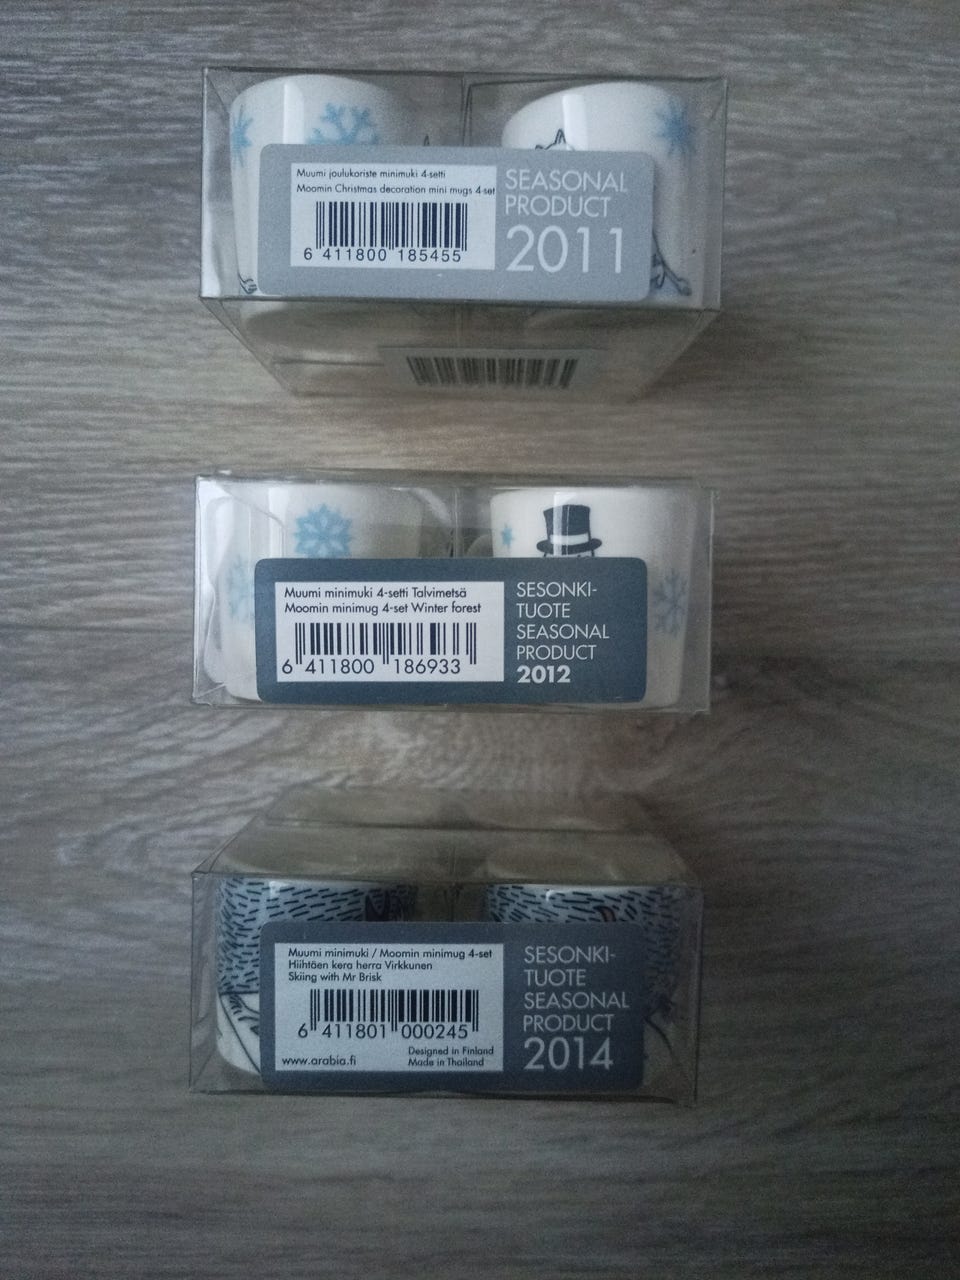 Muumi joulukoriste minimuki 4-setti
Moomin Christmas decoration mini mugs 4-set
6 411800 185455
SEASONAL
PRODUCT
2011
Muumi minimuki 4-setti Talvimetsä
Moomin minimug 4-set Winter forest
6 411800 186933
SESONKI-
TUOTE
SEASONAL
PRODUCT
2012
Muumi minimuki / Moomin minimug 4-set
Hiihtäen kera herra Virkkunen
Skiing with Mr Brisk
6 411801 000245
www.arabia.fi
Designed in Finland
Made in Thailand
SESONKI-
TUOTE
SEASONAL
PRODUCT
2014